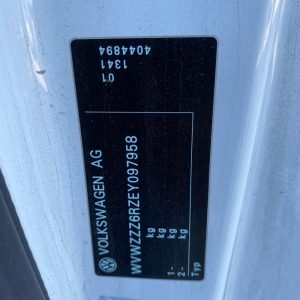 VOLKSWAGEN AG
WVWZZZ6RZEY097958
kg
kg
1- kg
2- kg
Typ
01
1341
4044894